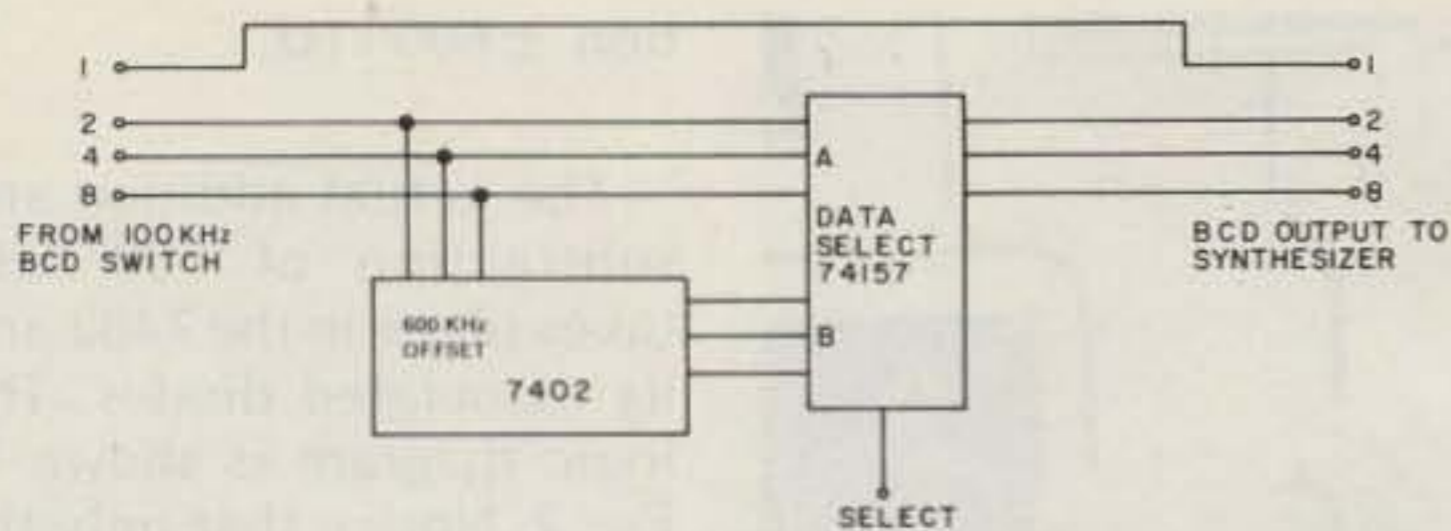 1
1
2
2
4
A
4
8
8
FROM 100KHz
BCD SWITCH
DATA
SELECT
74157
BCD OUTPUT TO
SYNTHESIZER
600 KHz
OFFSET
7402
B
SELECT